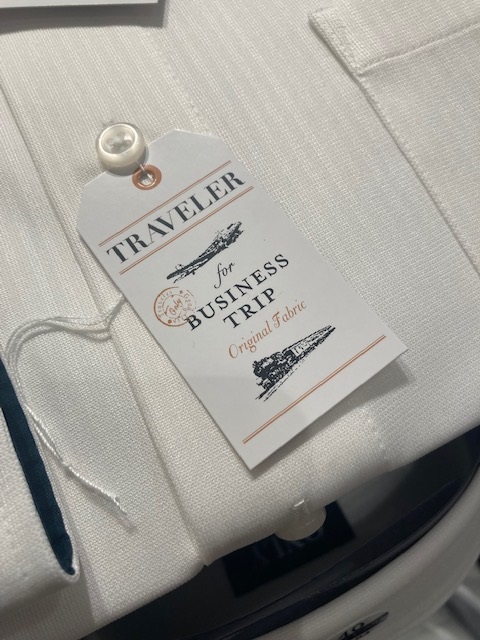 TRAVELER
for
BUSINESS
TRIP
Original Fabric